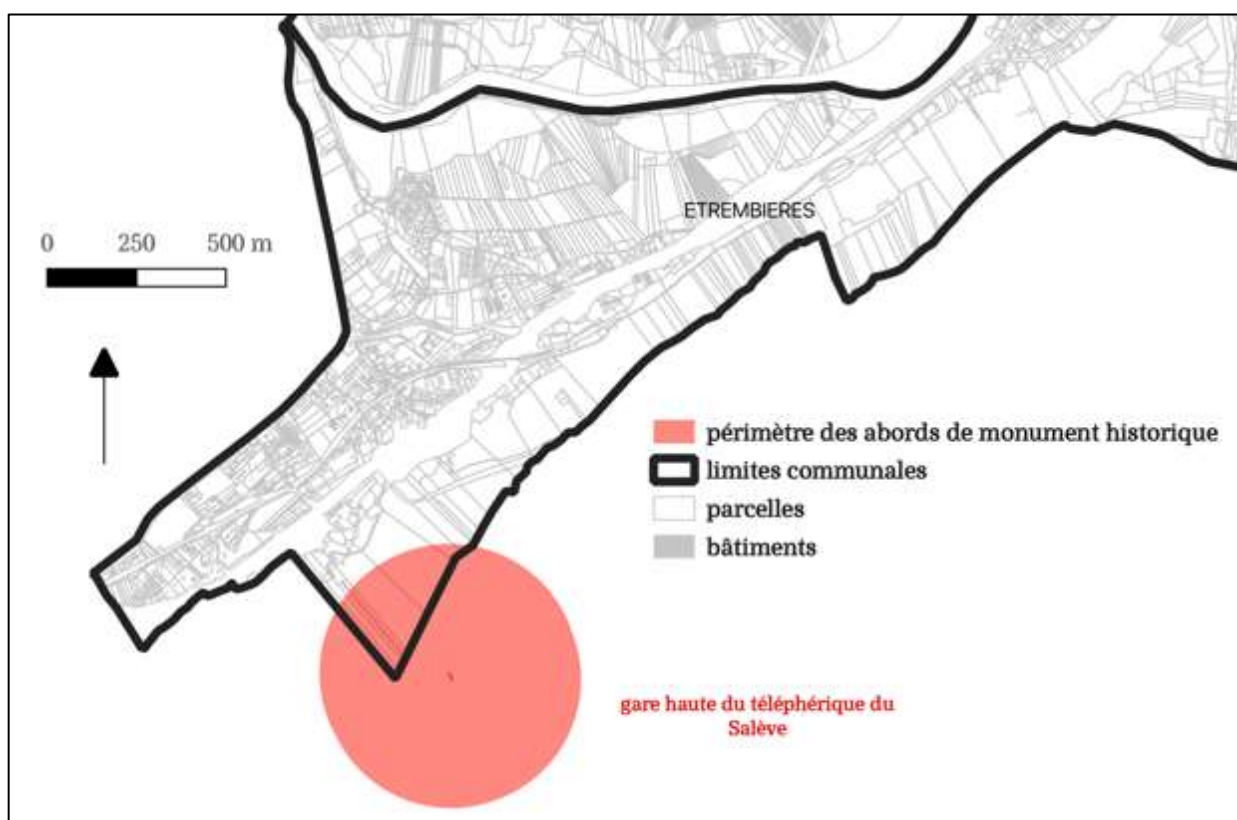 ETREMBIERES
0 250 500 m
périmètre des abords de monument historique
limites communales
parcelles
bâtiments
gare haute du téléphérique du
Salève